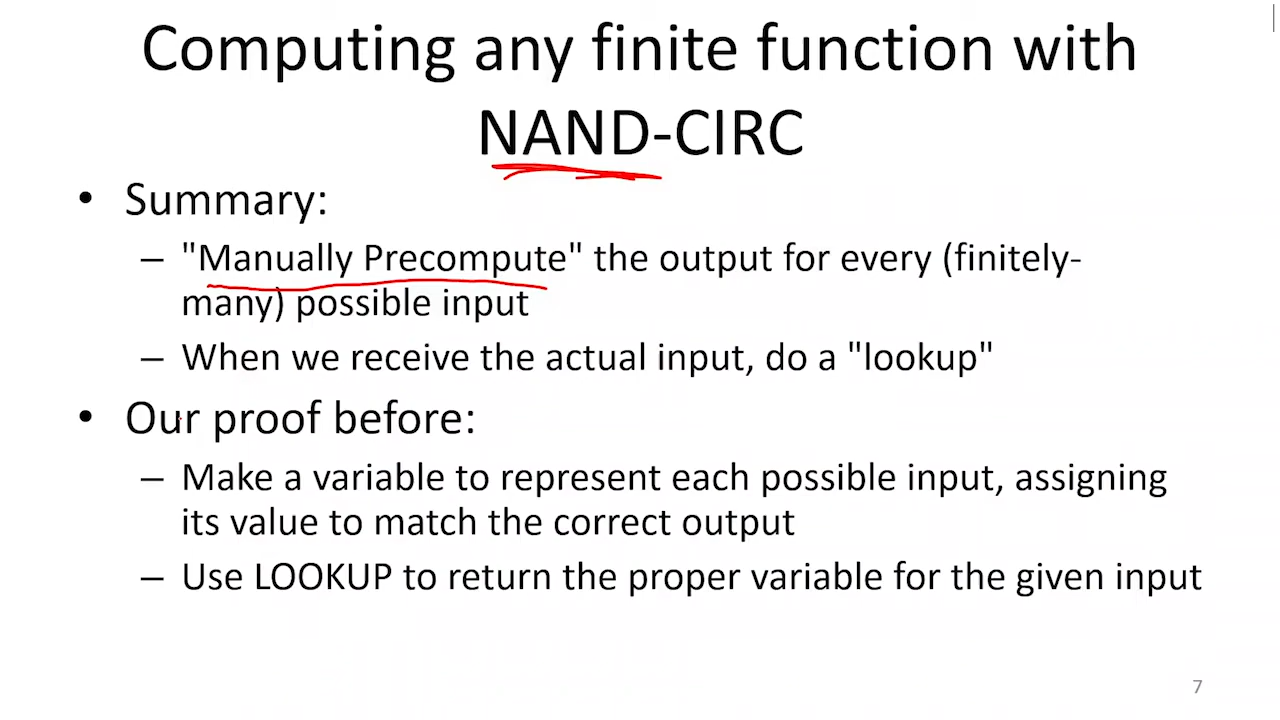 Computing any finite function with
NAND-CIRC
• Summary:
– "Manually Precompute" the output for every (finitely-
many) possible input
– When we receive the actual input, do a "lookup"
• Our proof before:
– Make a variable to represent each possible input, assigning
its value to match the correct output
– Use LOOKUP to return the proper variable for the given input
7